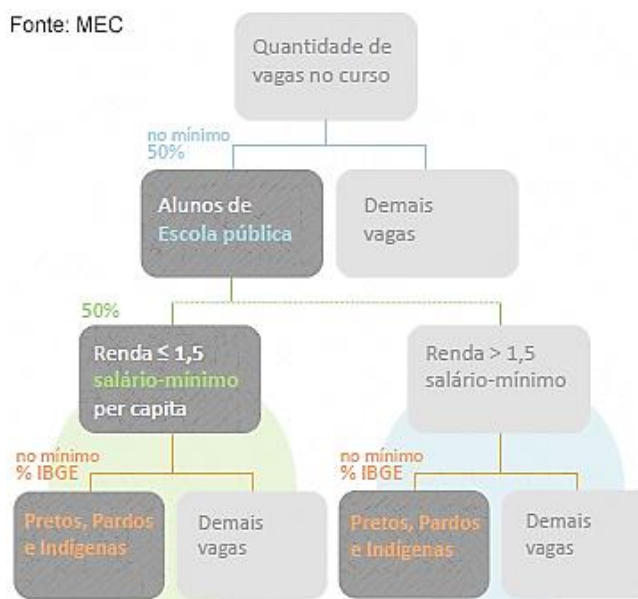 Fonte: MEC
Quantidade de
vagas no curso
no mínimo
50%
Alunos de
Escola pública
Demais
vagas
50%
Renda ≤ 1,5
salário-mínimo
per capita
Renda > 1,5
salário-mínimo
no mínimo
% IBGE
Pretos, Pardos
e Indígenas
Demais
vagas
no mínimo
% IBGE
Pretos, Pardos
e Indígenas
Demais
vagas